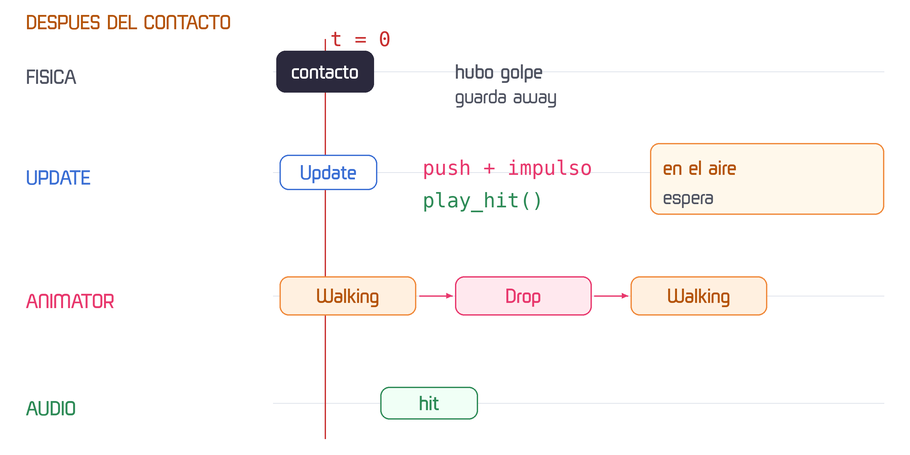 DESPUES DEL CONTACTO
t = 0
FISICA
contacto
hubo golpe
guarda away
UPDATE
Update
push + impulso
play_hit()
en el aire
espera
ANIMATOR
Walking
Drop
Walking
AUDIO
hit